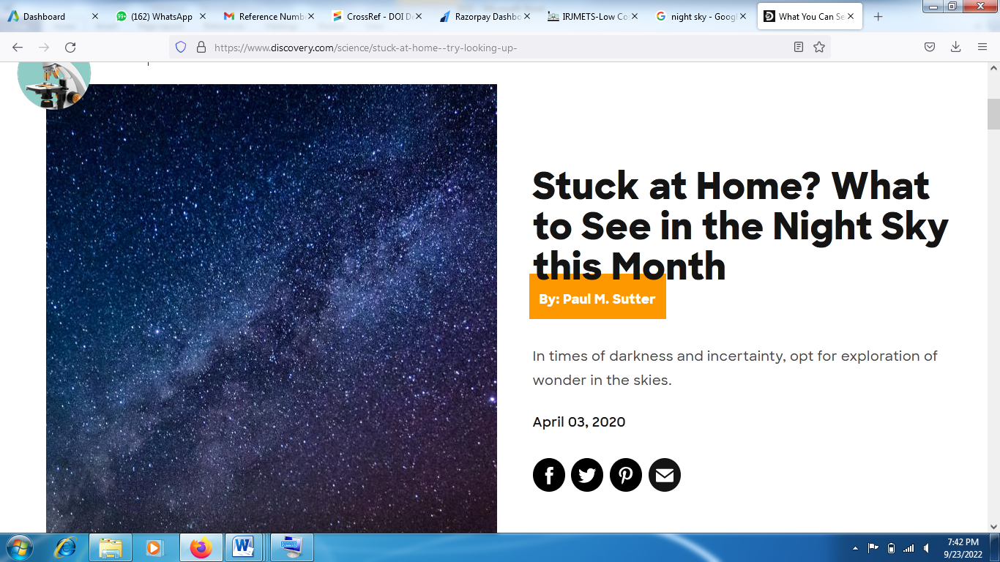 Dashboard
(162) WhatsApp
Reference Numb
CrossRef - DOI De
Razorpay Dashbo
IRJMETS-Low Co
night sky - Goog
What You Can Se
https://www.discovery.com/science/stuck-at-home--try-looking-up-
Stuck at Home? What
to See in the Night Sky
this Month
By: Paul M. Sutter
In times of darkness and incertainty, opt for exploration of
wonder in the skies.
April 03, 2020
7:42 PM
9/23/2022